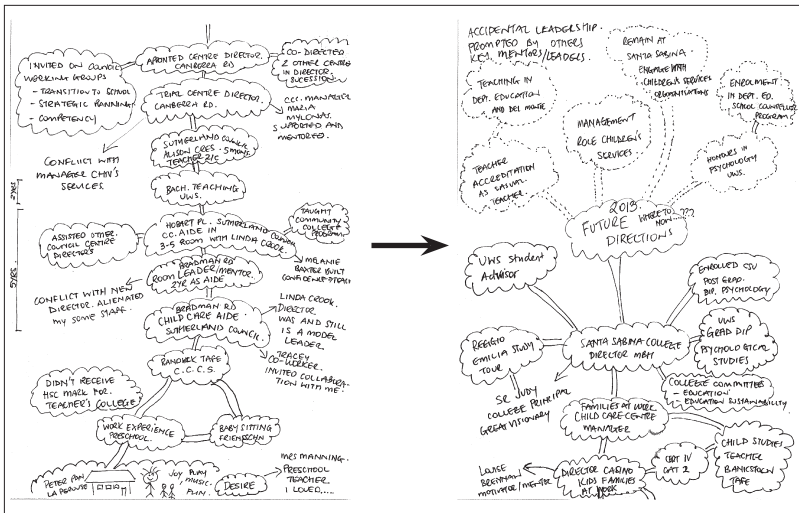 INVITED ON COUNCIL
WORKING GROUPS
- TRANSITION TO SCHOOL
- STRATEGIC PLANNING
- COMPETENCY
APOINTED CENTRE DIRECTOR.
CANBERRA RD
CO-DIRECTED
2 OTHER CENTRE
IN DIRECTOR.
SUCESSION
TRIAL CENTRE DIRECTOR
CANBERRA RD.
CCC. MANAGER
MARIA
MYLONAS.
SUPPORTED AND
MENTORED.
CONFLICT WITH
MANAGER CHN'S
SERVICES.
SUTHERLAND COUNCIL
ALISON CRES. 5 MONTHS
TEACHER 2IC
2YRS
BACH. TEACHING
UWS.
5YRS
ASSISTED OTHER
COUNCIL CENTRE
DIRECTORS
HOBART PL. SUTHERLAND COUNCIL
C.C. AIDE IN
3-5 ROOM WITH LINDA CROOK.
TAUGHT
COMMUNITY
COLLEGE
PROGRAM
MELANIE
BAXTER BUILT
CONFIDENCE
BRADMAN RD
ROOM LEADER/MENTOR.
2YR AS AIDE
CONFLICT WITH NEW
DIRECTOR. ALIENATED
MY SOME STAFF.
BRADMAN RD
CHILD CARE AIDE.
SUTHERLAND COUNCIL.
LINDA CROOK.
DIRECTOR
WAS AND STILL
IS A MODEL
LEADER
TRACEY
CO-WORKER.
INVITED COLLABORA-
TION WITH ME.
RANDWICK TAFE
C.C.C.S.
DIDN'T RECEIVE
HSC MARK FOR.
TEACHER'S COLLEGE
WORK EXPERIENCE
PRESCHOOL.
BABY SITTING
PETER PAN
LA PEROUSE
JOY PLAY,
MUSIC.
FUN.
DESIRE
MRS MANNING.
PRESCHOOL
TEACHER
I LOVED.....
ACCIDENTAL LEADERSHIP.
PROMPTED BY OTHERS
KEY MENTORS/LEADERS.
REMAIN AT
SANTA SABINA.
ENGAGE WITH
CHILDREN'S SERVICES
ORGANISATIONS
TEACHING IN
DEPT. EDUCATION
AND DEL MONTE
ENROLMENT
IN DEPT. ED.
SCHOOL COUNSELLOR
PROGRAM
MANAGEMENT
ROLE CHILDREN'S
SERVICES.
TEACHER
ACCREDITATION
AS CASUAL
TEACHER.
HONOURS IN
PSYCHOLOGY
UWS.
2013.
FUTURE WHERE TO NOW???
DIRECTIONS
UWS STUDENT
ADVISOR
ENROLLED CSU
POST GRAD.
DIP. PSYCHOLOGY
REGGIO
EMILIA STUDY
TOUR
SANTA SABINA COLLEGE
DIRECTOR MBM
UWS
GRAD DIP
PSYCHOLOGICAL
STUDIES
SR JUDY
COLLEGE PRINCIPAL
GREAT VISIONARY
COLLEGE COMMITTEES
- EDUCATION
- EDUCATION SUSTAINABILITY
FAMILIES AT WORK
CHILD CARE CENTRE
MANAGER
LOUISE
BRENNAN
MOTIVATOR/MENTOR
DIRECTOR CASINO
KIDS FAMILIES
AT WORK
CERT IV
CAT 2
CHILD STUDIES
TEACHER
BANKSTOWN
TAFE